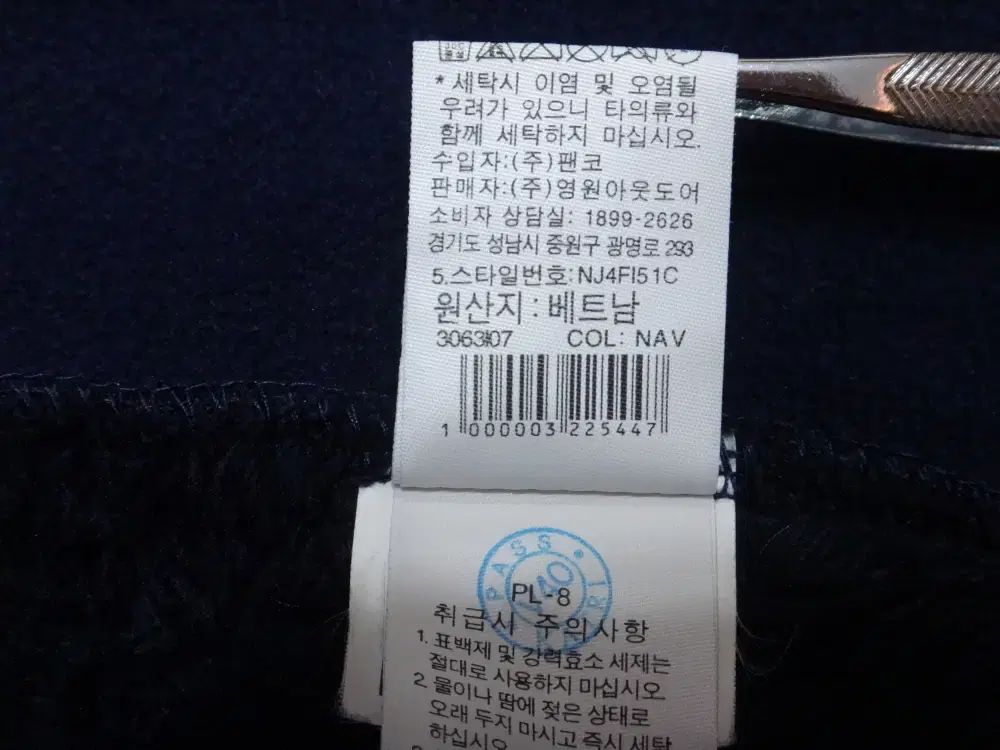 * 세탁시 이염 및 오염될
우려가 있으니 타의류와
함께 세탁하지 마십시오.
수입자:(주)팬코
판매자:(주)영원아웃도어
소비자 상담실: 1899-2626
경기도 성남시 중원구 광명로 293
5.스타일번호:NJ4FI51C
원산지 : 베트남
3063I07 COL: NAV
1 000003 225447
PASS
PL-8
취급시 주의사항
1. 표백제 및 강력효소 세제는
절대로 사용하지 마십시오
2. 물이나 땀에 젖은 상태로
오래 두지 마시고 즉시 세탁
하십시오